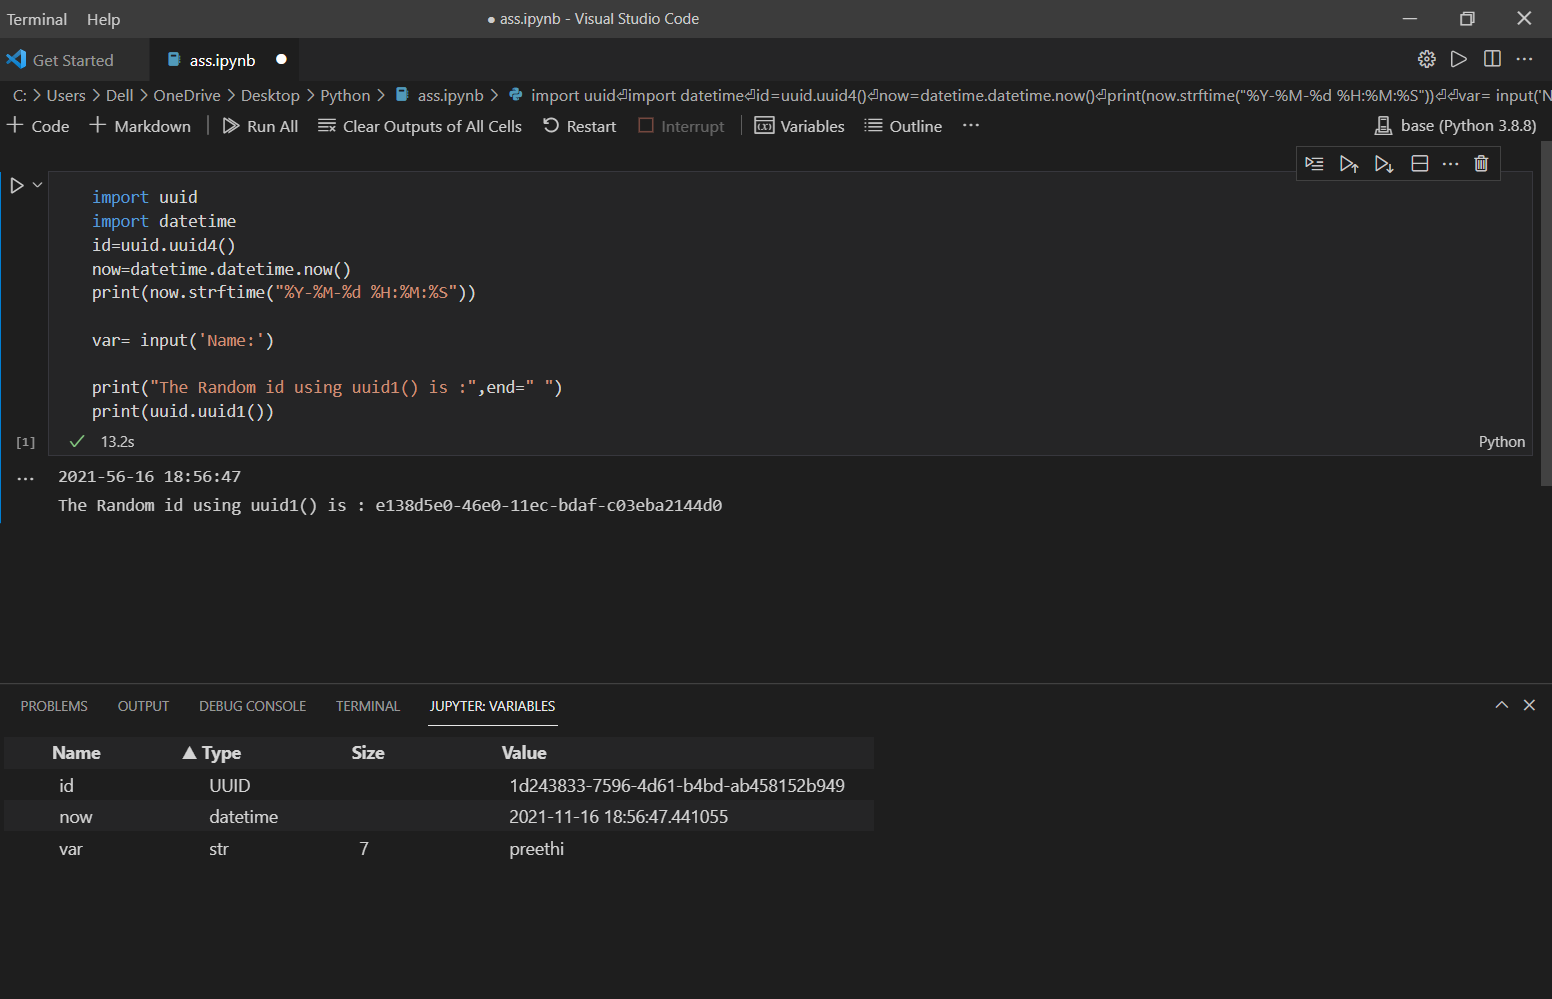 Terminal Help ● ass.ipynb - Visual Studio Code
Get Started ass.ipynb
C: > Users > Dell > OneDrive > Desktop > Python > ass.ipynb > import uuid⏎import datetime⏎id=uuid.uuid4()⏎now=datetime.datetime.now()⏎print(now.strftime("%Y-%M-%d %H:%M:%S"))⏎⏎var= input('N
+ Code + Markdown | Run All Clear Outputs of All Cells Restart Interrupt | Variables Outline ··· base (Python 3.8.8)
import uuid
import datetime
id=uuid.uuid4()
now=datetime.datetime.now()
print(now.strftime("%Y-%M-%d %H:%M:%S"))
var= input('Name:')
print("The Random id using uuid1() is :",end=" ")
print(uuid.uuid1())
[1] ✓ 13.2s Python
··· 2021-56-16 18:56:47
The Random id using uuid1() is : e138d5e0-46e0-11ec-bdaf-c03eba2144d0
PROBLEMS OUTPUT DEBUG CONSOLE TERMINAL JUPYTER: VARIABLES
Name ▲ Type Size Value
id UUID 1d243833-7596-4d61-b4bd-ab458152b949
now datetime 2021-11-16 18:56:47.441055
var str 7 preethi